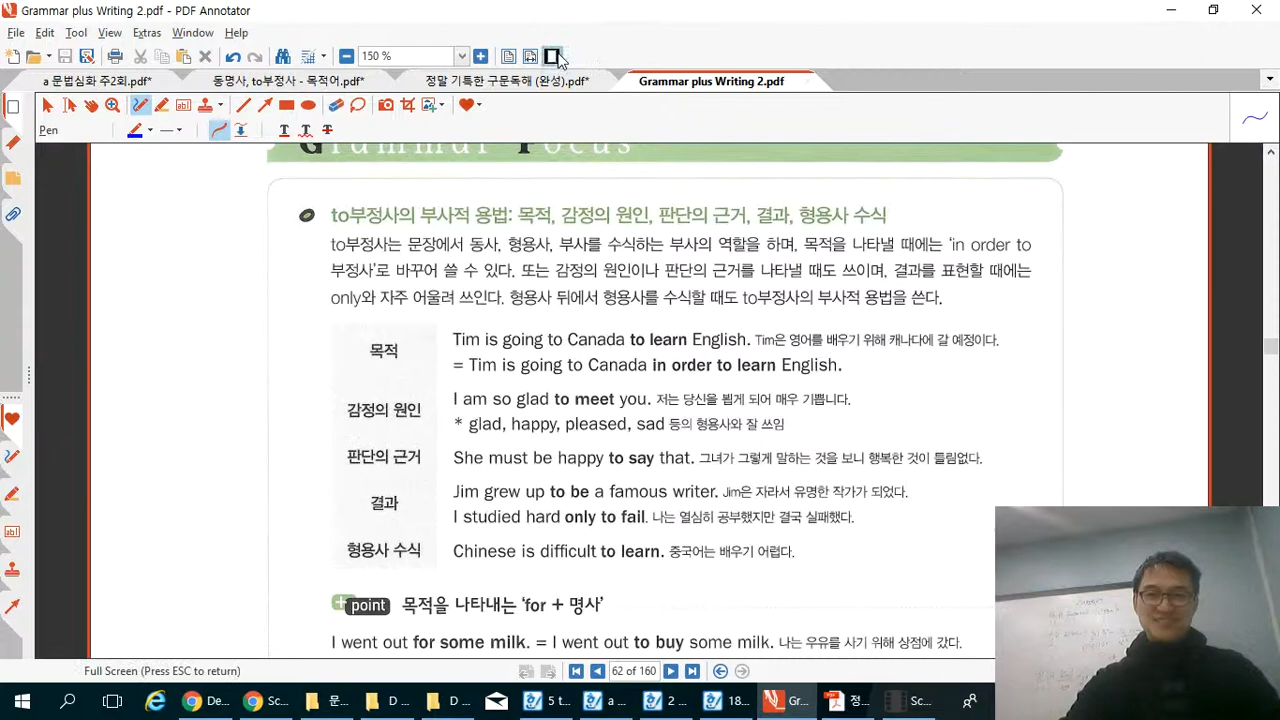 Grammar plus Writing 2.pdf* - PDF Annotator
File Edit Tool View Extras Window Help
150 %
a 문법심화 주2회.pdf* 동명사, to부정사 - 목적어.pdf* 정말 기특한 구문독해 (완성).pdf* Grammar plus Writing 2.pdf
Pen
Grammar Focus
to부정사의 부사적 용법: 목적, 감정의 원인, 판단의 근거, 결과, 형용사 수식
to부정사는 문장에서 동사, 형용사, 부사를 수식하는 부사의 역할을 하며, 목적을 나타낼 때에는 ‘in order to
부정사’로 바꾸어 쓸 수 있다. 또는 감정의 원인이나 판단의 근거를 나타낼 때도 쓰이며, 결과를 표현할 때에는
only와 자주 어울려 쓰인다. 형용사 뒤에서 형용사를 수식할 때도 to부정사의 부사적 용법을 쓴다.
목적
Tim is going to Canada to learn English. Tim은 영어를 배우기 위해 캐나다에 갈 예정이다.
= Tim is going to Canada in order to learn English.
감정의 원인
I am so glad to meet you. 저는 당신을 뵙게 되어 매우 기쁩니다.
* glad, happy, pleased, sad 등의 형용사와 잘 쓰임
판단의 근거
She must be happy to say that. 그녀가 그렇게 말하는 것을 보니 행복한 것이 틀림없다.
결과
Jim grew up to be a famous writer. Jim은 자라서 유명한 작가가 되었다.
I studied hard only to fail. 나는 열심히 공부했지만 결국 실패했다.
형용사 수식
Chinese is difficult to learn. 중국어는 배우기 어렵다.
+ point 목적을 나타내는 ‘for + 명사’
I went out for some milk. = I went out to buy some milk. 나는 우유를 사기 위해 상점에 갔다.
Full Screen (Press ESC to return) 62 of 160
De... Sc... 문... D... D... 5 t... a ... 2 ... 18... Gr... 정... Sc...